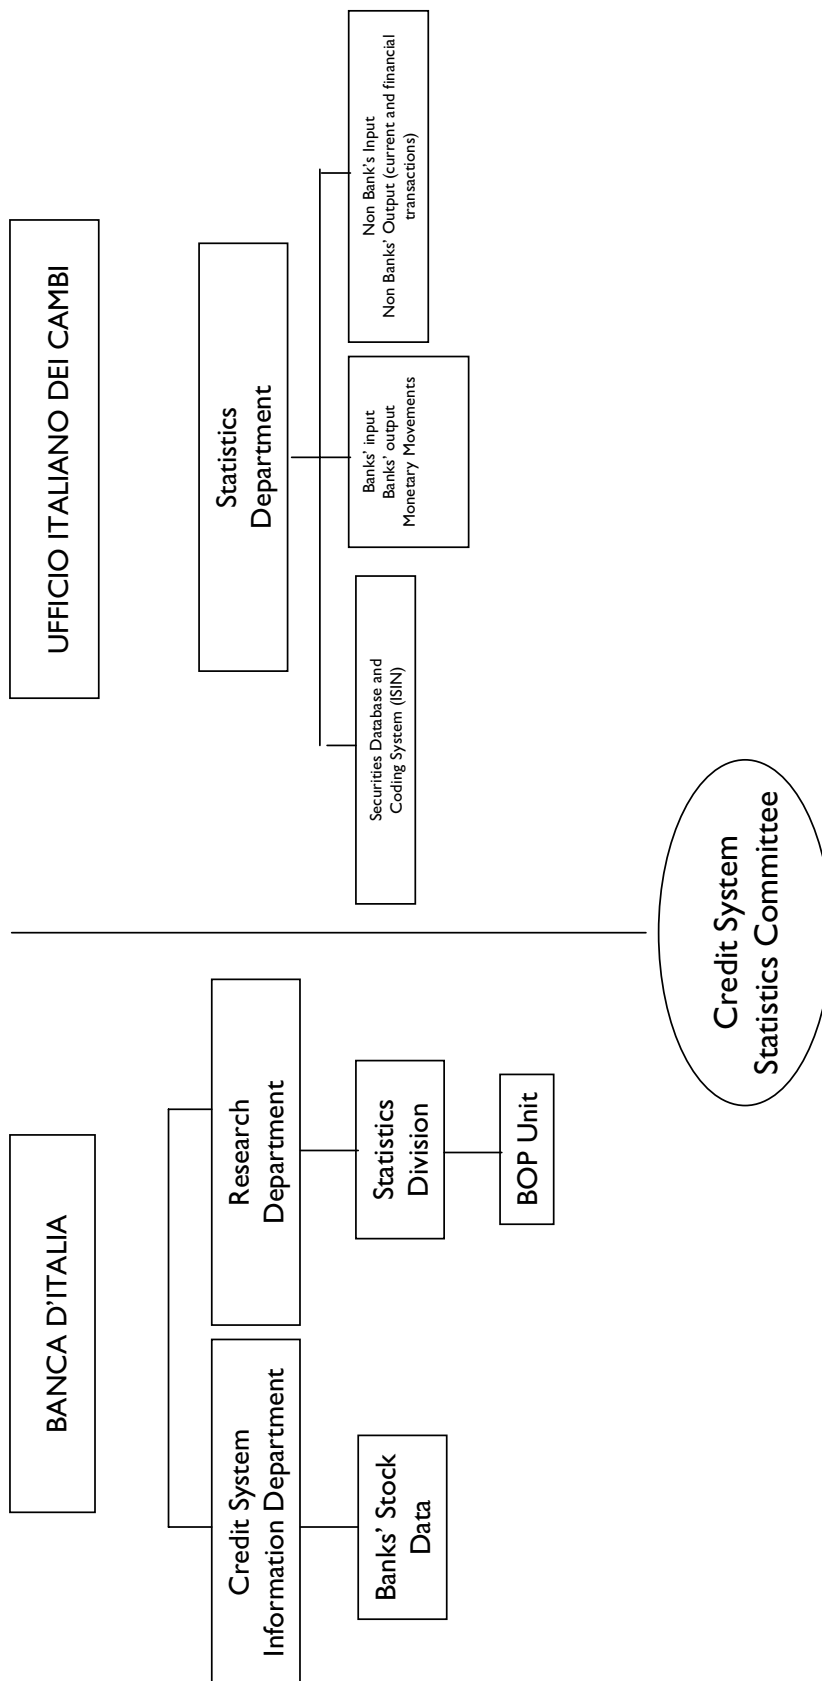 BANCA D’ITALIA
UFFICIO ITALIANO DEI CAMBI
Credit System
Information Department
Research
Department
Statistics
Department
Banks’ Stock
Data
Statistics
Division
BOP Unit
Securities Database and
Coding System (ISIN)
Banks’ input
Banks’ output
Monetary Movements
Non Bank’s Input
Non Banks’ Output (current and financial
transactions)
Credit System
Statistics Committee